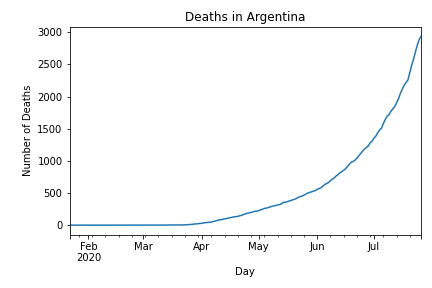 Deaths in Argentina
Number of Deaths
3000
2500
2000
1500
1000
500
0
Feb
2020
Mar
Apr
May
Jun
Jul
Day